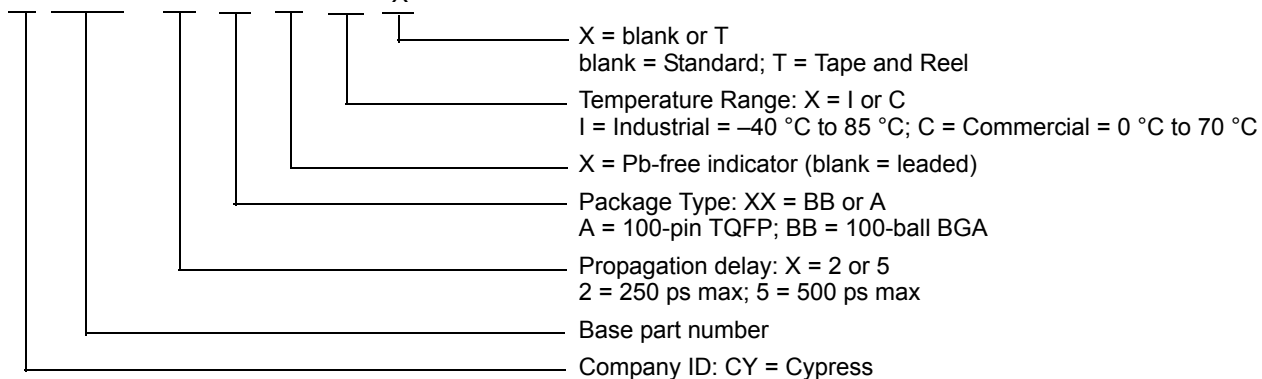 X = blank or T
blank = Standard; T = Tape and Reel
Temperature Range: X = I or C
I = Industrial = –40 °C to 85 °C; C = Commercial = 0 °C to 70 °C
X = Pb-free indicator (blank = leaded)
Package Type: XX = BB or A
A = 100-pin TQFP; BB = 100-ball BGA
Propagation delay: X = 2 or 5
2 = 250 ps max; 5 = 500 ps max
Base part number
Company ID: CY = Cypress